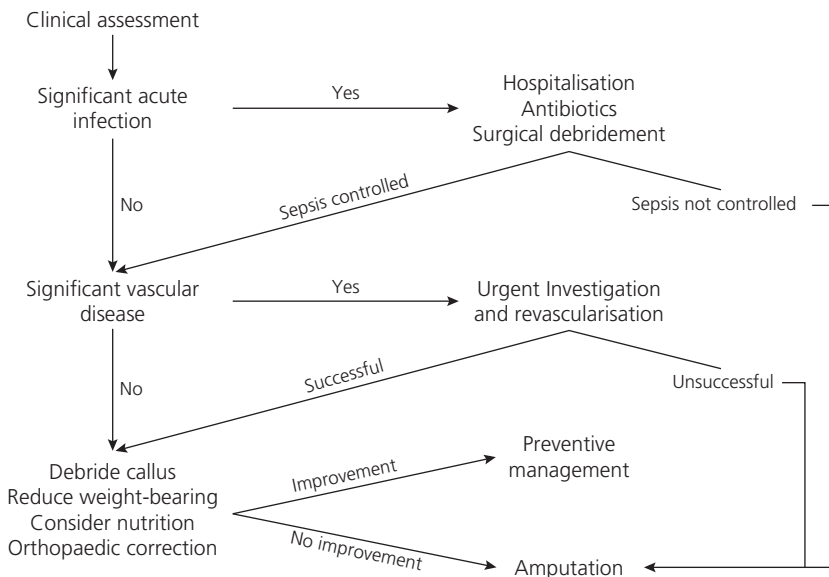 Clinical assessment
Significant acute
infection
Yes
Hospitalisation
Antibiotics
Surgical debridement
No
Sepsis controlled
Sepsis not controlled
Significant vascular
disease
Yes
Urgent Investigation
and revascularisation
No
Successful
Unsuccessful
Debride callus
Reduce weight-bearing
Consider nutrition
Orthopaedic correction
Improvement
Preventive
management
No improvement
Amputation